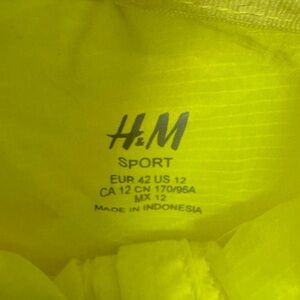 H&M
SPORT
EUR 42 US 12
CA 12 CN 170/96A
MX 12
MADE IN INDONESIA